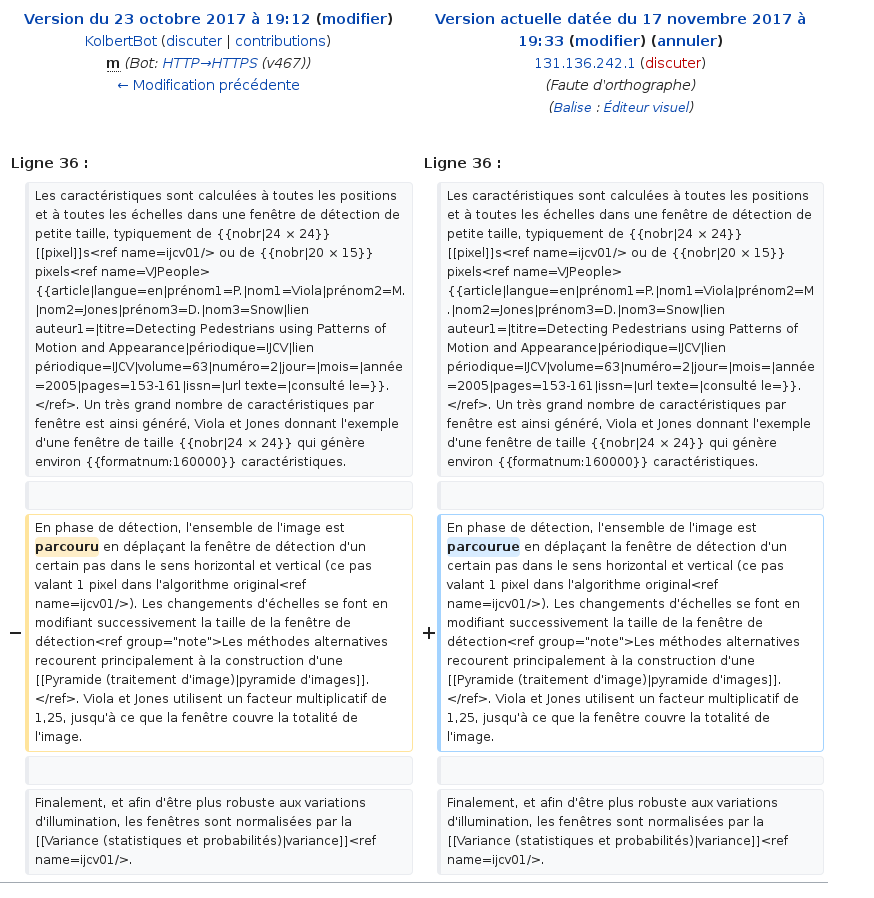 Version du 23 octobre 2017 à 19:12 (modifier)
KolbertBot (discuter | contributions)
m (Bot: HTTP→HTTPS (v467))
← Modification précédente
Version actuelle datée du 17 novembre 2017 à
19:33 (modifier) (annuler)
131.136.242.1 (discuter)
(Faute d'orthographe)
(Balise : Éditeur visuel)
Ligne 36 :
Ligne 36 :
Les caractéristiques sont calculées à toutes les positions
et à toutes les échelles dans une fenêtre de détection de
petite taille, typiquement de {{nobr|24 × 24}}
[[pixel]]s<ref name=ijcv01/> ou de {{nobr|20 × 15}}
pixels<ref name=VJPeople>
{{article|langue=en|prénom1=P.|nom1=Viola|prénom2=M.
|nom2=Jones|prénom3=D.|nom3=Snow|lien
auteur1=|titre=Detecting Pedestrians using Patterns of
Motion and Appearance|périodique=IJCV|lien
périodique=IJCV|volume=63|numéro=2|jour=|mois=|année
=2005|pages=153-161|issn=|url texte=|consulté le=}}.
</ref>. Un très grand nombre de caractéristiques par
fenêtre est ainsi généré, Viola et Jones donnant l'exemple
d'une fenêtre de taille {{nobr|24 × 24}} qui génère
environ {{formatnum:160000}} caractéristiques.
Les caractéristiques sont calculées à toutes les positions
et à toutes les échelles dans une fenêtre de détection de
petite taille, typiquement de {{nobr|24 × 24}}
[[pixel]]s<ref name=ijcv01/> ou de {{nobr|20 × 15}}
pixels<ref name=VJPeople>
{{article|langue=en|prénom1=P.|nom1=Viola|prénom2=M
.|nom2=Jones|prénom3=D.|nom3=Snow|lien
auteur1=|titre=Detecting Pedestrians using Patterns of
Motion and Appearance|périodique=IJCV|lien
périodique=IJCV|volume=63|numéro=2|jour=|mois=|année
=2005|pages=153-161|issn=|url texte=|consulté le=}}.
</ref>. Un très grand nombre de caractéristiques par
fenêtre est ainsi généré, Viola et Jones donnant l'exemple
d'une fenêtre de taille {{nobr|24 × 24}} qui génère
environ {{formatnum:160000}} caractéristiques.
−
En phase de détection, l'ensemble de l'image est
parcouru en déplaçant la fenêtre de détection d'un
certain pas dans le sens horizontal et vertical (ce pas
valant 1 pixel dans l'algorithme original<ref
name=ijcv01/>). Les changements d'échelles se font en
modifiant successivement la taille de la fenêtre de
détection<ref group="note">Les méthodes alternatives
recourent principalement à la construction d'une
[[Pyramide (traitement d'image)|pyramide d'images]].
</ref>. Viola et Jones utilisent un facteur multiplicatif de
1,25, jusqu'à ce que la fenêtre couvre la totalité de
l'image.
+
En phase de détection, l'ensemble de l'image est
parcourue en déplaçant la fenêtre de détection d'un
certain pas dans le sens horizontal et vertical (ce pas
valant 1 pixel dans l'algorithme original<ref
name=ijcv01/>). Les changements d'échelles se font en
modifiant successivement la taille de la fenêtre de
détection<ref group="note">Les méthodes alternatives
recourent principalement à la construction d'une
[[Pyramide (traitement d'image)|pyramide d'images]].
</ref>. Viola et Jones utilisent un facteur multiplicatif de
1,25, jusqu'à ce que la fenêtre couvre la totalité de
l'image.
Finalement, et afin d'être plus robuste aux variations
d'illumination, les fenêtres sont normalisées par la
[[Variance (statistiques et probabilités)|variance]]<ref
name=ijcv01/>.
Finalement, et afin d'être plus robuste aux variations
d'illumination, les fenêtres sont normalisées par la
[[Variance (statistiques et probabilités)|variance]]<ref
name=ijcv01/>.